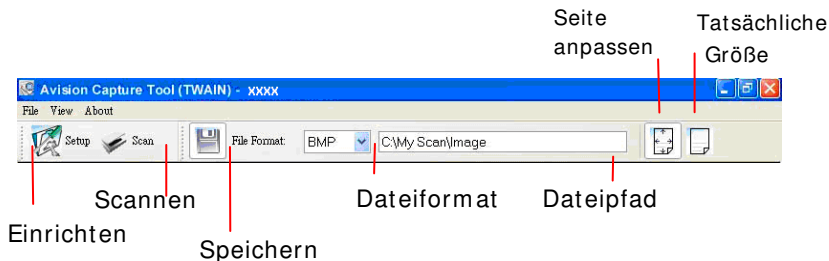 Seite
anpassen
Tatsächliche
Größe
Avision Capture Tool (TWAIN) - xxxx
File View About
Setup Scan File Format: BMP C:\My Scan\Image
Scannen Dateiformat Dateipfad
Einrichten
Speichern